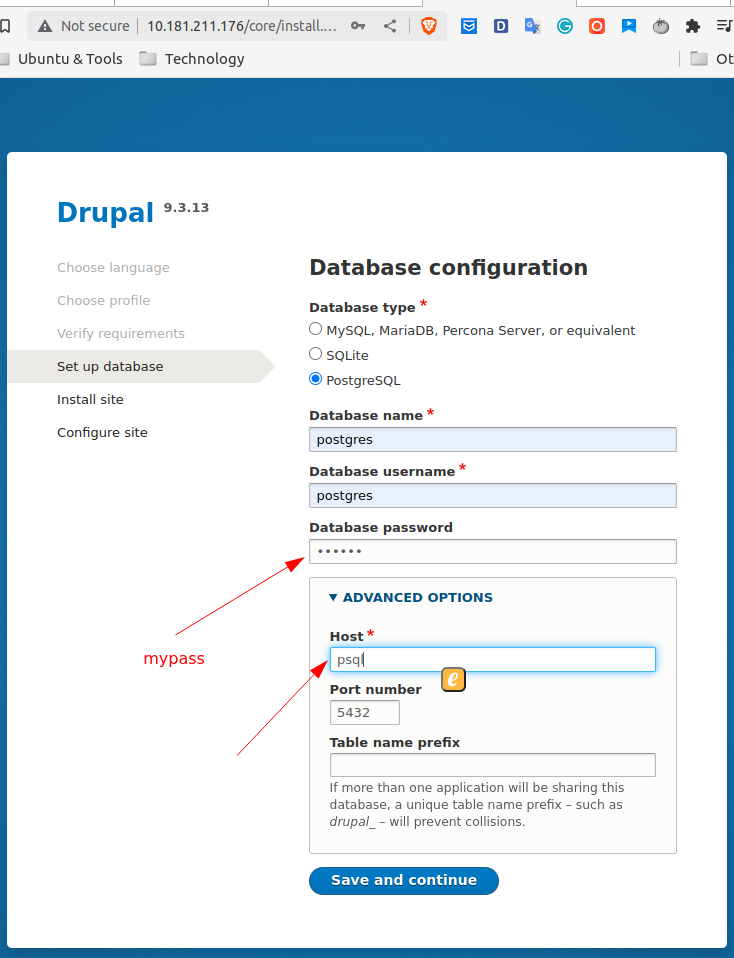 Not secure 10.181.211.176/core/install....
Ubuntu & Tools Technology Ot
Drupal 9.3.13
Choose language
Choose profile
Verify requirements
Set up database
Install site
Configure site
Database configuration
Database type *
MySQL, MariaDB, Percona Server, or equivalent
SQLite
PostgreSQL
Database name *
postgres
Database username *
postgres
Database password
••••••
mypass
▼ ADVANCED OPTIONS
Host *
psql
e
Port number
5432
Table name prefix
If more than one application will be sharing this
database, a unique table name prefix – such as
drupal_ – will prevent collisions.
Save and continue